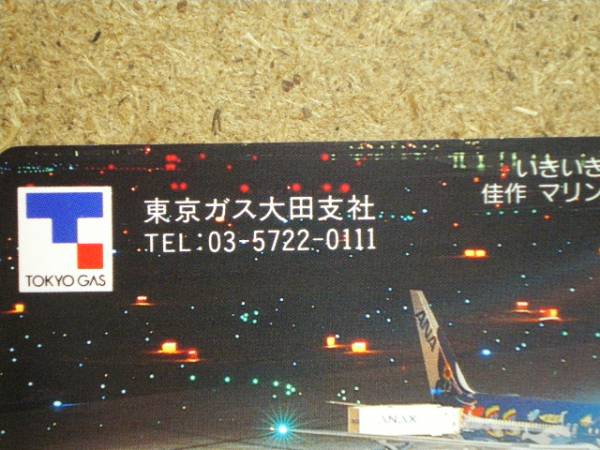 いきいき
佳作 マリン
東京ガス大田支社
TEL:03-5722-0111
TOKYO GAS
ANA
ANAX